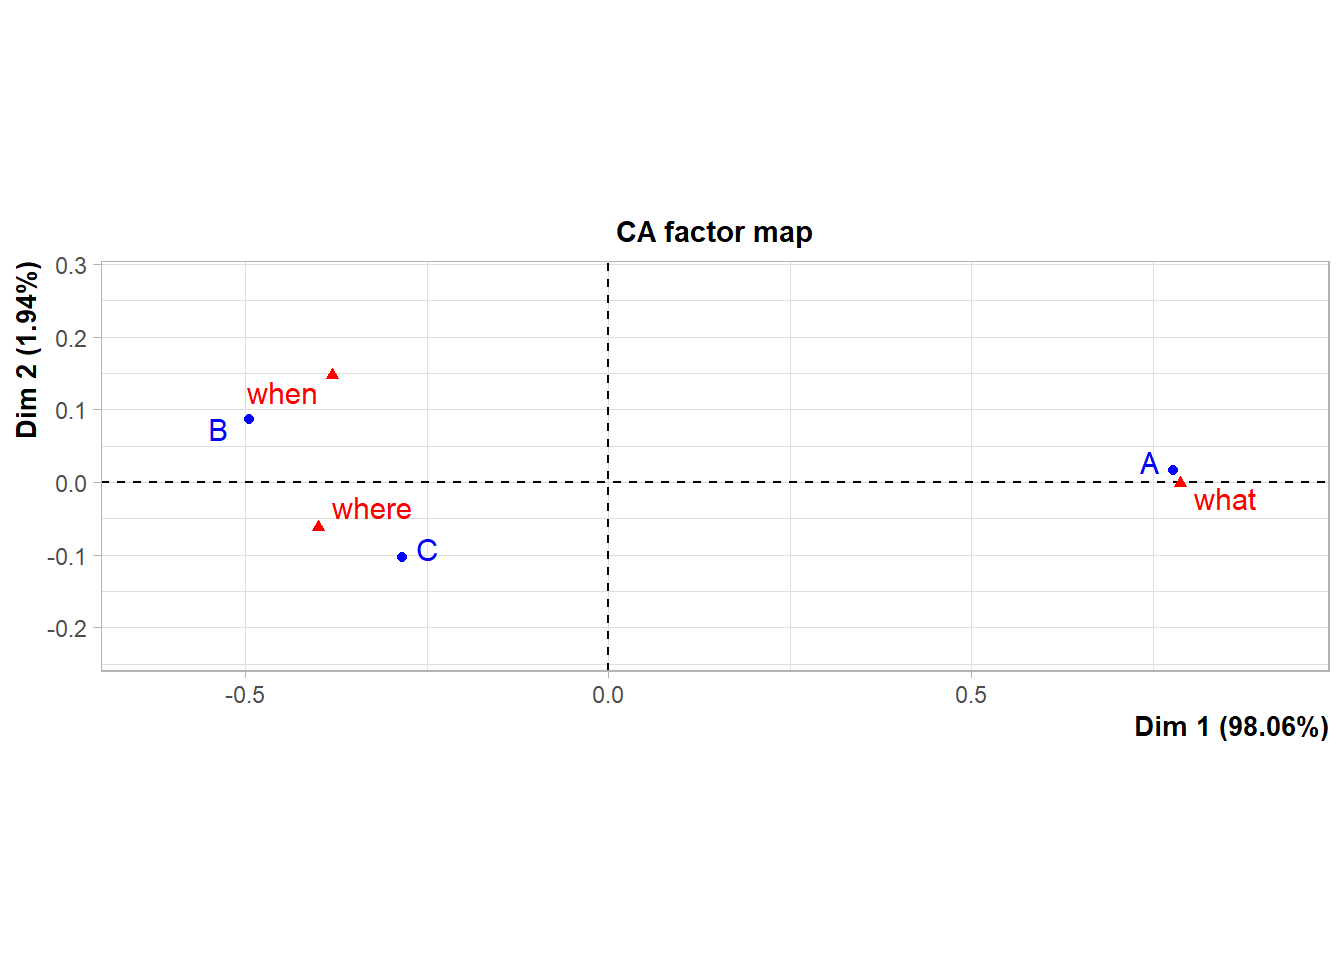 CA factor map
Dim 2 (1.94%)
0.3
0.2
0.1
0.0
-0.1
-0.2
when
B
where
C
A
what
-0.5
0.0
0.5
Dim 1 (98.06%)